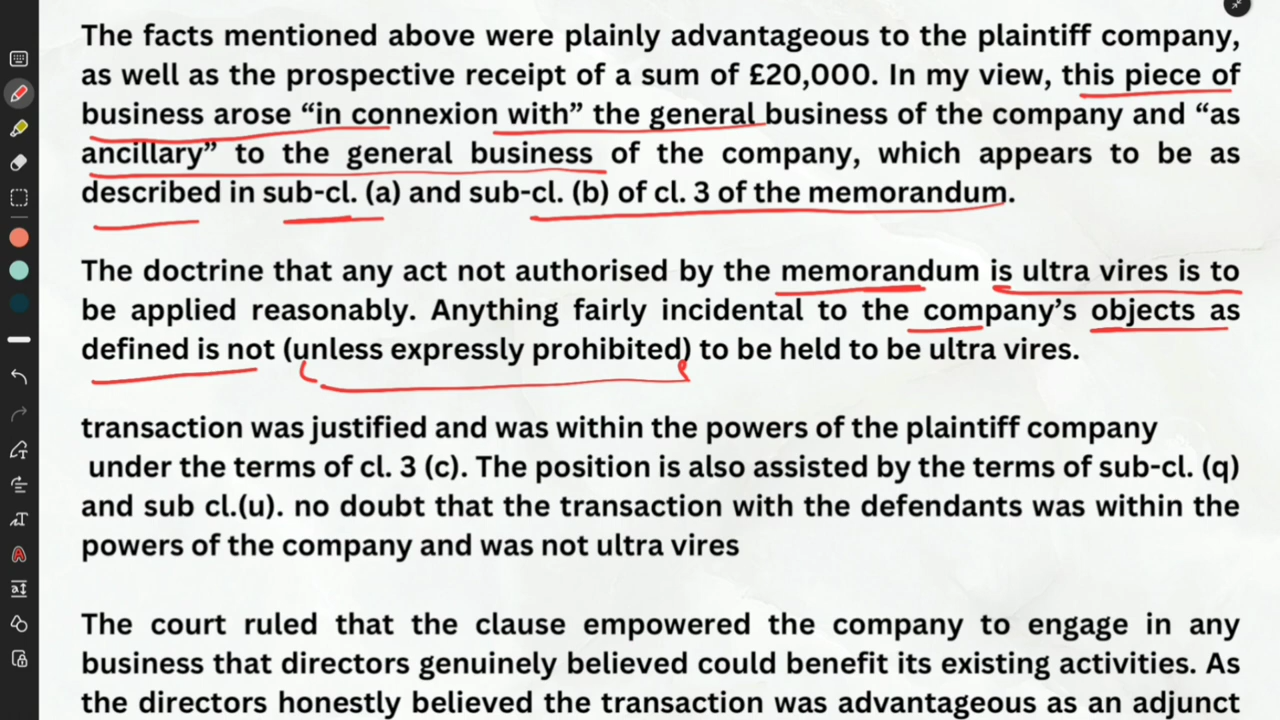 The facts mentioned above were plainly advantageous to the plaintiff company,
as well as the prospective receipt of a sum of £20,000. In my view, this piece of
business arose “in connexion with” the general business of the company and “as
ancillary” to the general business of the company, which appears to be as
described in sub-cl. (a) and sub-cl. (b) of cl. 3 of the memorandum.
The doctrine that any act not authorised by the memorandum is ultra vires is to
be applied reasonably. Anything fairly incidental to the company’s objects as
defined is not (unless expressly prohibited) to be held to be ultra vires.
transaction was justified and was within the powers of the plaintiff company
under the terms of cl. 3 (c). The position is also assisted by the terms of sub-cl. (q)
and sub cl.(u). no doubt that the transaction with the defendants was within the
powers of the company and was not ultra vires
The court ruled that the clause empowered the company to engage in any
business that directors genuinely believed could benefit its existing activities. As
the directors honestly believed the transaction was advantageous as an adjunct